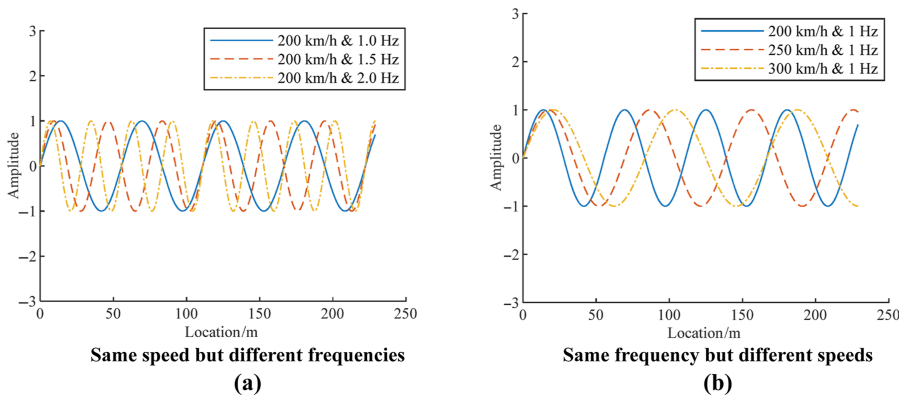 3
2
1
0
−1
−2
−3
Amplitude
200 km/h & 1.0 Hz
200 km/h & 1.5 Hz
200 km/h & 2.0 Hz
0
50
100
150
200
250
Location/m
Same speed but different frequencies
(a)
3
2
1
0
−1
−2
−3
Amplitude
200 km/h & 1 Hz
250 km/h & 1 Hz
300 km/h & 1 Hz
0
50
100
150
200
250
Location/m
Same frequency but different speeds
(b)